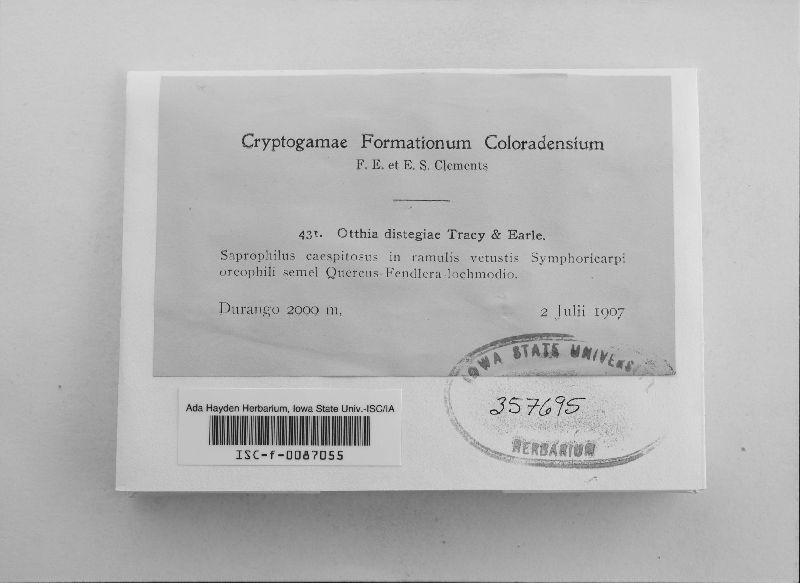 Cryptogamae Formationum Coloradensium
F. E. et E. S. Clements
431. Otthia distegiae Tracy & Earle.
Saprophilus caespitosus in ramulis vetustis Symphoricarpi
oreophili semel Quercus-Fendlera-lochmodio.
Durango 2000 m. 2 Julii 1907
IOWA STATE UNIVERSITY
357695
HERBARIUM
Ada Hayden Herbarium, Iowa State Univ.-ISC/IA
ISC-f-0087055